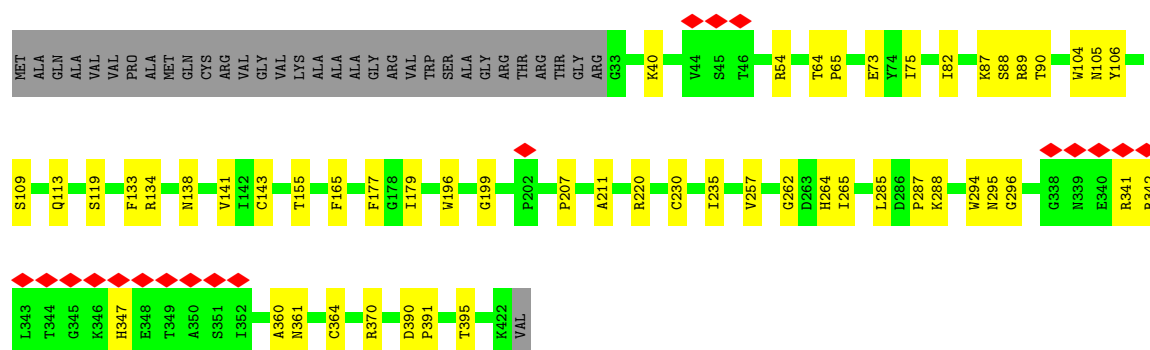 MET ALA GLN ALA VAL VAL PRO ALA MET GLN CYS ARG VAL GLY VAL LYS ALA ALA ALA GLY ARG VAL TRP SER ALA GLY ARG THR ARG THR GLY ARG G33 K40 V44 S45 T46 R54 T64 P65 E73 Y74 I75 I82 K87 S88 R89 T90 W104 N105 Y106
S109 Q113 S119 F133 R134 N138 V141 I142 C143 T155 F165 F177 G178 I179 W196 G199 P202 P207 A211 R220 C230 I235 V257 G262 D263 H264 I265 L285 D286 P287 K288 W294 N295 G296 G338 N339 E340 R341
L343 T344 G345 K346 H347 E348 T349 A350 S351 I352 A360 N361 C364 R370 D390 P391 T395 K422 VAL